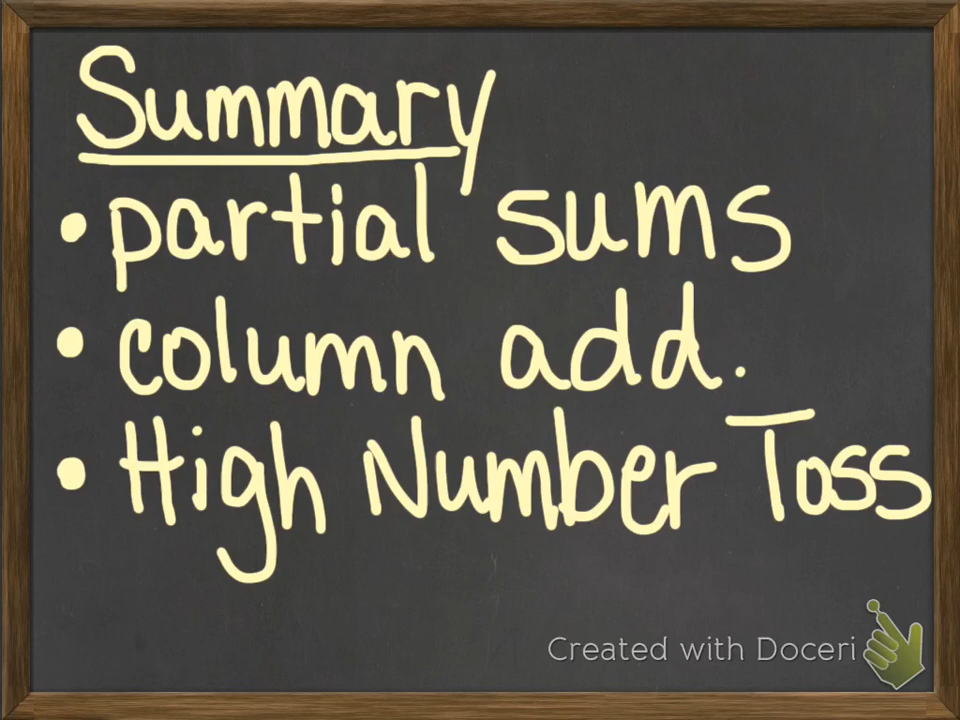 Summary
• partial sums
• column add.
• High Number Toss
Created with Doceri